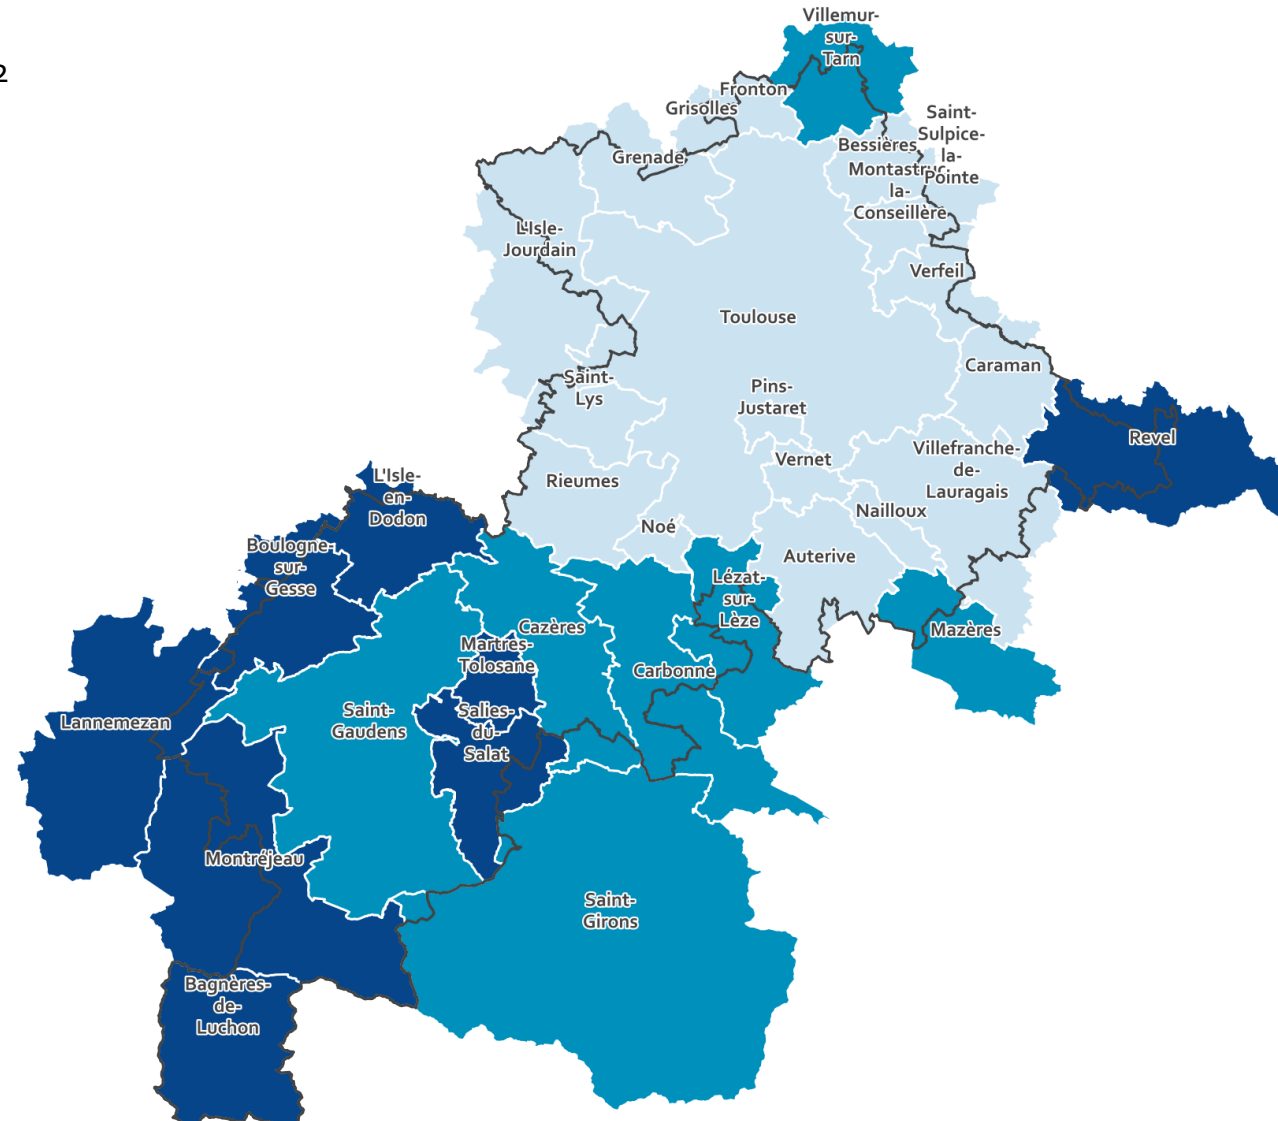 Villemur-
sur-
Tarn
2
Fronton
Grisolles
Saint-
Sulpice-
la-
Pointe
Bessières
Grenade
Montastruc-
la-
Conseillère
L'Isle-
Jourdain
Verfeil
Toulouse
Caraman
Saint-
Lys
Pins-
Justaret
Revel
Villefranche-
de-
Lauragais
Vernet
Rieumes
L'Isle-
en-
Dodon
Nailloux
Noé
Auterive
Boulogne-
sur-
Gesse
Lézat-
sur-
Lèze
Cazères
Mazères
Martres-
Tolosane
Carbonne
Saint-
Gaudens
Salies-
du-
Salat
Lannemezan
Montréjeau
Saint-
Girons
Bagnères-
de-
Luchon